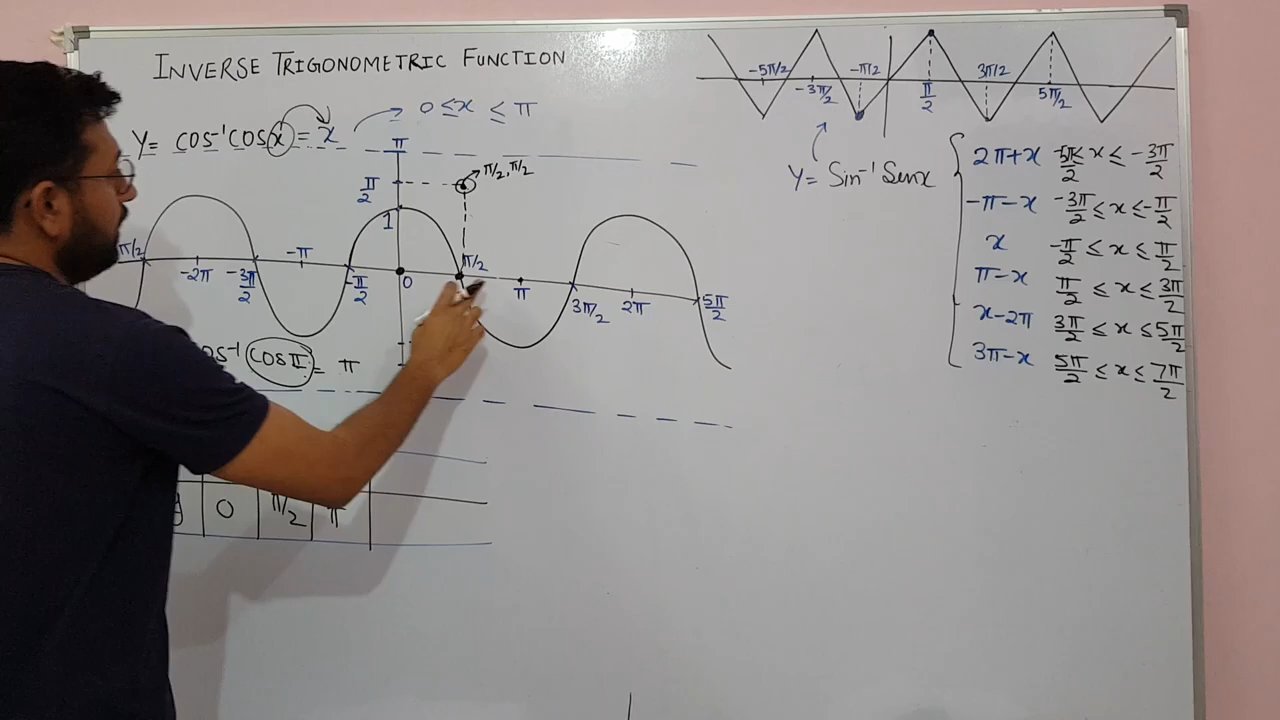 INVERSE TRIGONOMETRIC FUNCTION
Y= COS⁻¹COSx = x
0 ≤ x ≤ π
π
π/2
π/2, π/2
1
π/2
-2π
-3π/2
-π
-π/2
0
π/2
π
3π/2
2π
5π/2
COS⁻¹ COSπ = π
y 0 π/2 π
-5π/2
-3π/2
-π/2
π/2
3π/2
5π/2
Y= Sin⁻¹ Sinx
2π+x -5π/2 ≤ x ≤ -3π/2
-π-x -3π/2 ≤ x ≤ -π/2
x -π/2 ≤ x ≤ π/2
π-x π/2 ≤ x ≤ 3π/2
x-2π 3π/2 ≤ x ≤ 5π/2
3π-x 5π/2 ≤ x ≤ 7π/2